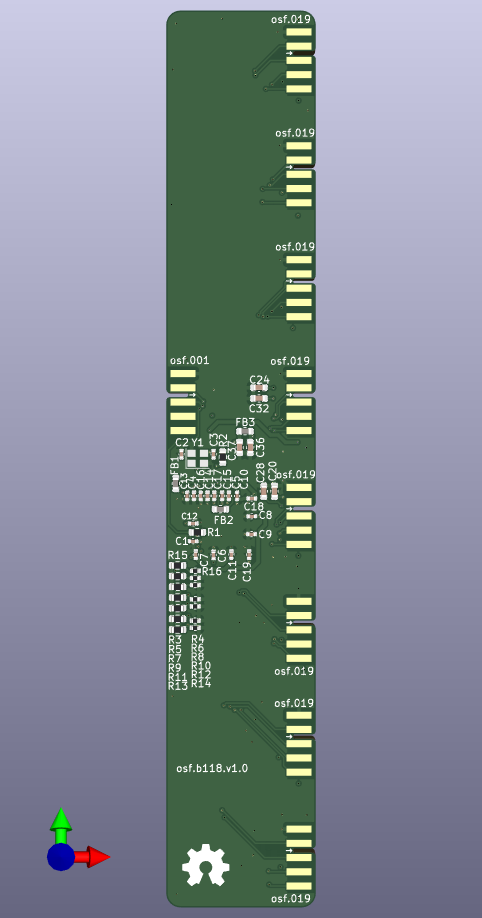 osf.019
osf.019
osf.019
osf.001
osf.019
C24
C32
FB3
C2 Y1
C3
R2
C37
C36
FB1
C13
C4
C16
C14
C17
C15
C5
C10
C28
C20
osf.019
C18
FB2
C8
C12
R1
C9
C1
R15
C7
C6
C11
C19
R16
R3
R4
R5
R6
R7
R8
R9
R10
R11
R12
R13
R14
osf.019
osf.019
osf.b118.v1.0
osf.019